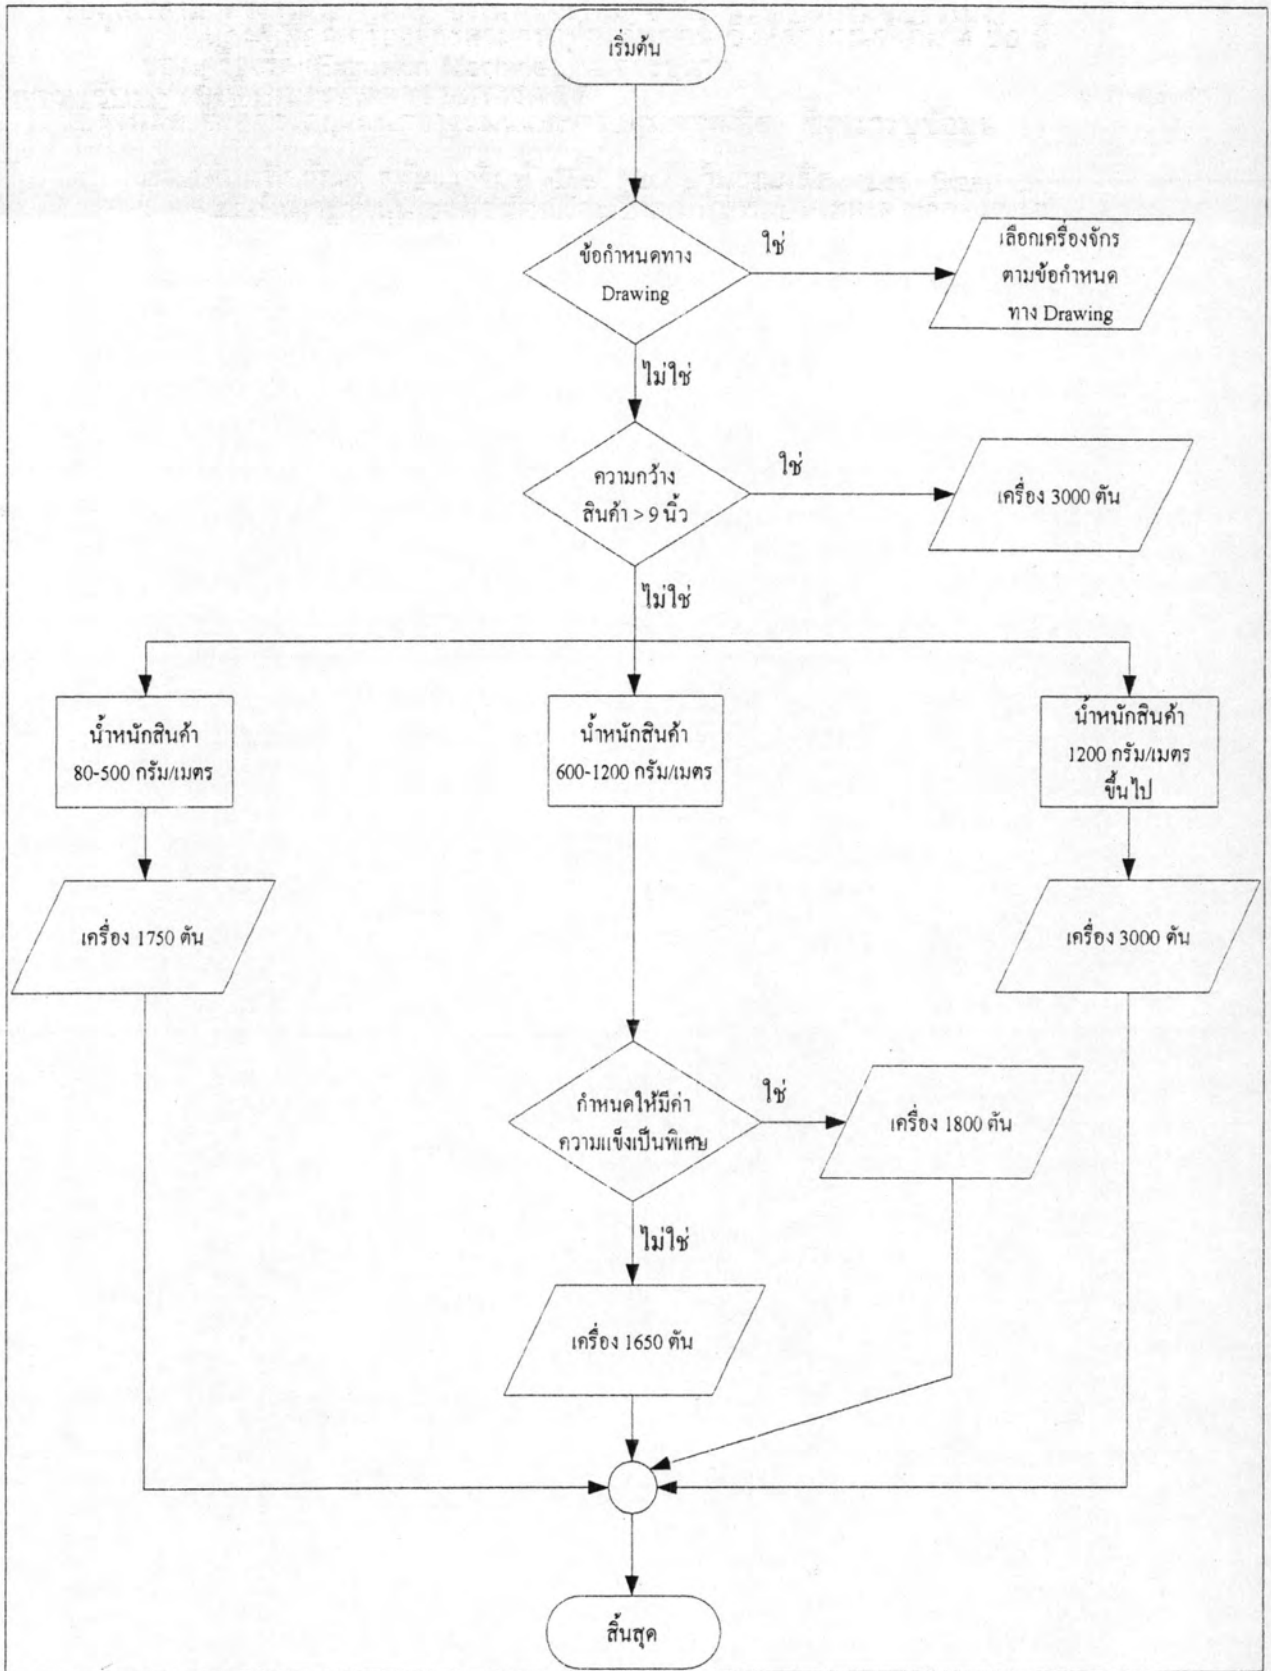 เริ่มต้น
ข้อกำหนดทาง
Drawing
ใช่
เลือกเครื่องจักร
ตามข้อกำหนด
ทาง Drawing
ไม่ใช่
ความกว้าง
สินค้า > 9 นิ้ว
ใช่
เครื่อง 3000 ตัน
ไม่ใช่
น้ำหนักสินค้า
80-500 กรัม/เมตร
น้ำหนักสินค้า
600-1200 กรัม/เมตร
น้ำหนักสินค้า
1200 กรัม/เมตร
ขึ้นไป
เครื่อง 1750 ตัน
เครื่อง 3000 ตัน
กำหนดให้มีค่า
ความแข็งเป็นพิเศษ
ใช่
เครื่อง 1800 ตัน
ไม่ใช่
เครื่อง 1650 ตัน
สิ้นสุด